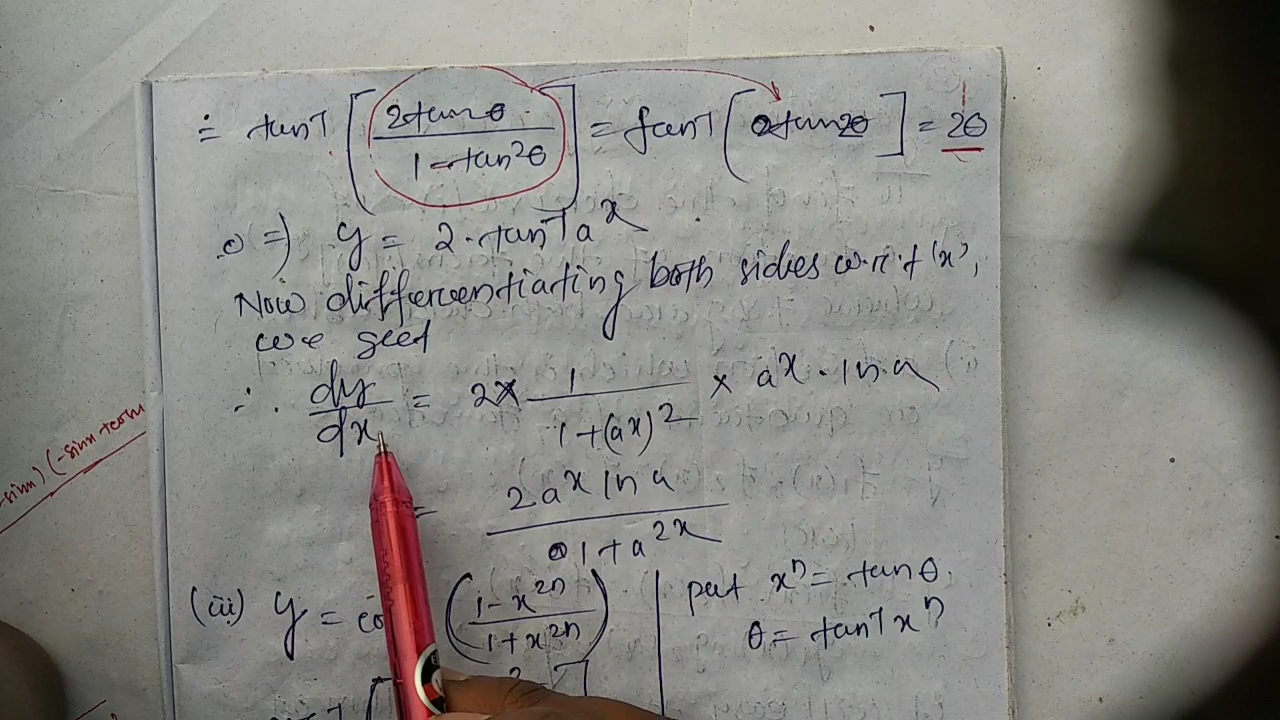 = tan⁻¹ [ 2tanθ / 1-tan²θ ] = tan⁻¹ [ tan2θ ] = 2θ
⇒ y = 2·tan⁻¹ aˣ
Now differentiating both sides w.r.t 'x',
we get
∴ dy/dx = 2 × 1 / 1+(aˣ)² × aˣ · ln a
= 2aˣ ln a / 1+a²ˣ
-sinx) (-sinx
(iii) y = co ( 1-x²ⁿ / 1+x²ⁿ )
put xⁿ = tanθ
θ = tan⁻¹ xⁿ